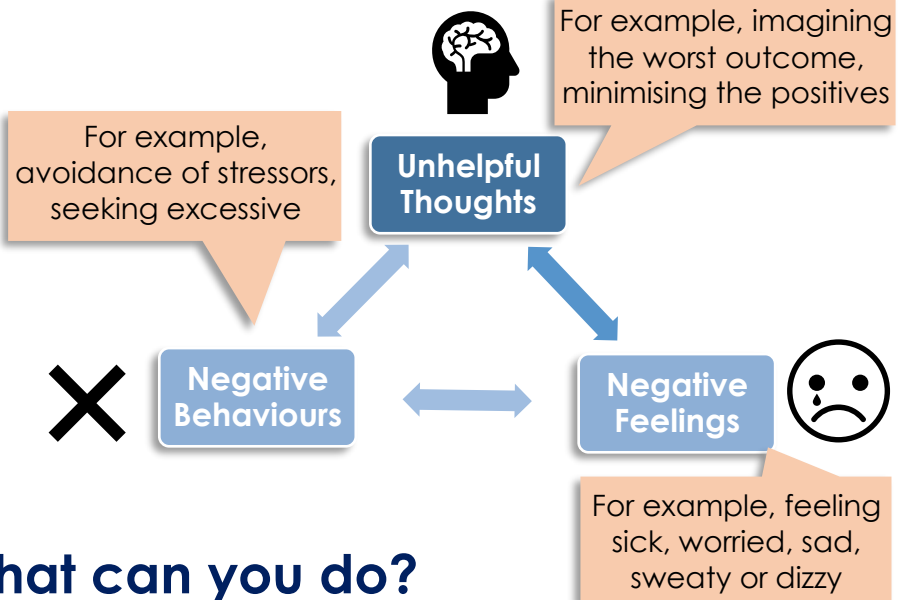 For example, imagining
the worst outcome,
minimising the positives
For example,
avoidance of stressors,
seeking excessive
Unhelpful
Thoughts
Negative
Behaviours
Negative
Feelings
For example, feeling
sick, worried, sad,
sweaty or dizzy
hat can you do?